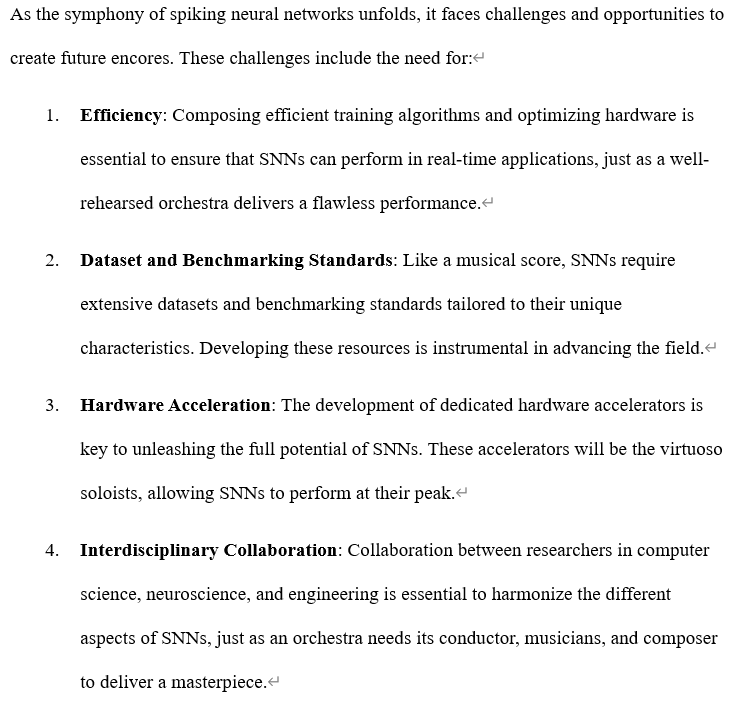 As the symphony of spiking neural networks unfolds, it faces challenges and opportunities to
create future encores. These challenges include the need for:↵
1. Efficiency: Composing efficient training algorithms and optimizing hardware is
essential to ensure that SNNs can perform in real-time applications, just as a well-
rehearsed orchestra delivers a flawless performance.↵
2. Dataset and Benchmarking Standards: Like a musical score, SNNs require
extensive datasets and benchmarking standards tailored to their unique
characteristics. Developing these resources is instrumental in advancing the field.↵
3. Hardware Acceleration: The development of dedicated hardware accelerators is
key to unleashing the full potential of SNNs. These accelerators will be the virtuoso
soloists, allowing SNNs to perform at their peak.↵
4. Interdisciplinary Collaboration: Collaboration between researchers in computer
science, neuroscience, and engineering is essential to harmonize the different
aspects of SNNs, just as an orchestra needs its conductor, musicians, and composer
to deliver a masterpiece.↵